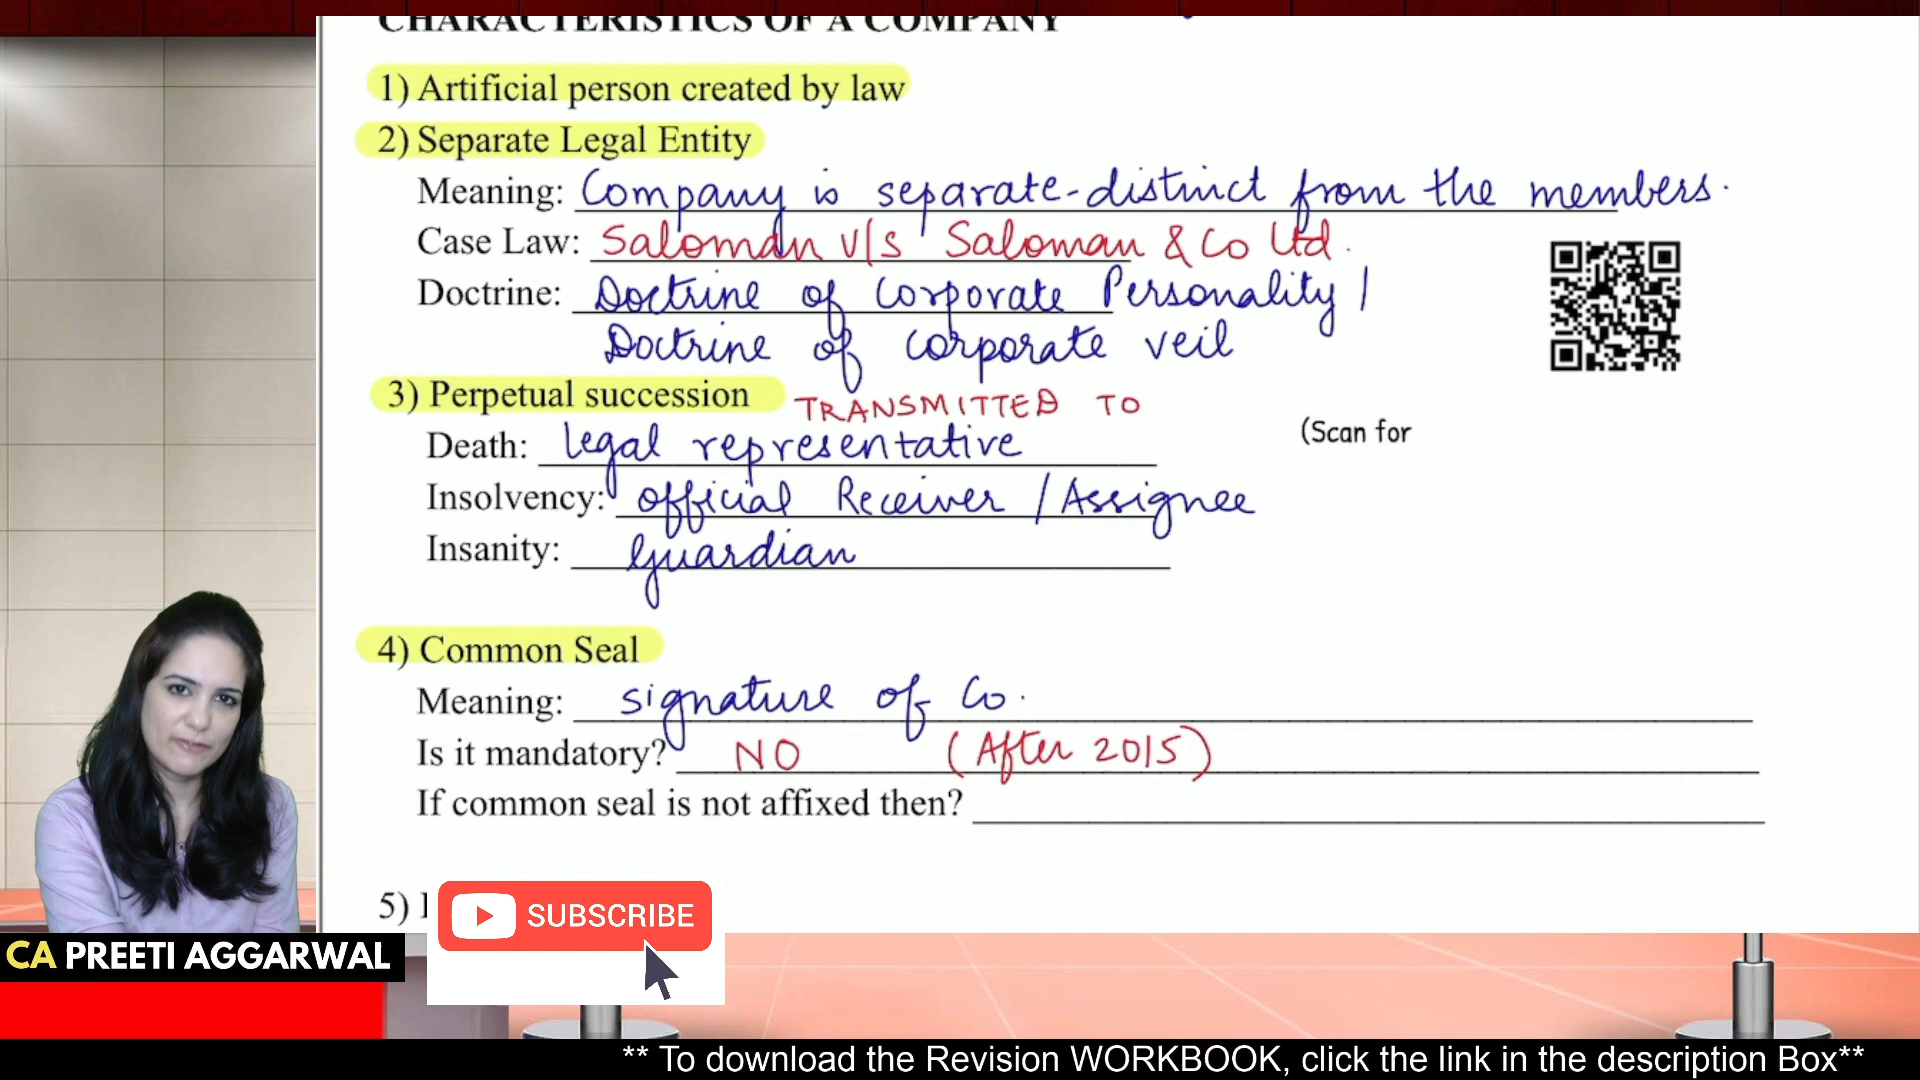 CHARACTERISTICS OF A COMPANY
1) Artificial person created by law
2) Separate Legal Entity
Meaning: Company is separate-distinct from the members.
Case Law: Saloman v/s Saloman & Co Ltd.
Doctrine: Doctrine of Corporate Personality /
Doctrine of corporate veil
3) Perpetual succession TRANSMITTED TO
Death: legal representative
(Scan for
Insolvency: official Receiver / Assignee
Insanity: Guardian
4) Common Seal
Meaning: signature of Co.
Is it mandatory? NO (After 2015)
If common seal is not affixed then?
5)
SUBSCRIBE
CA PREETI AGGARWAL
** To download the Revision WORKBOOK, click the link in the description Box**